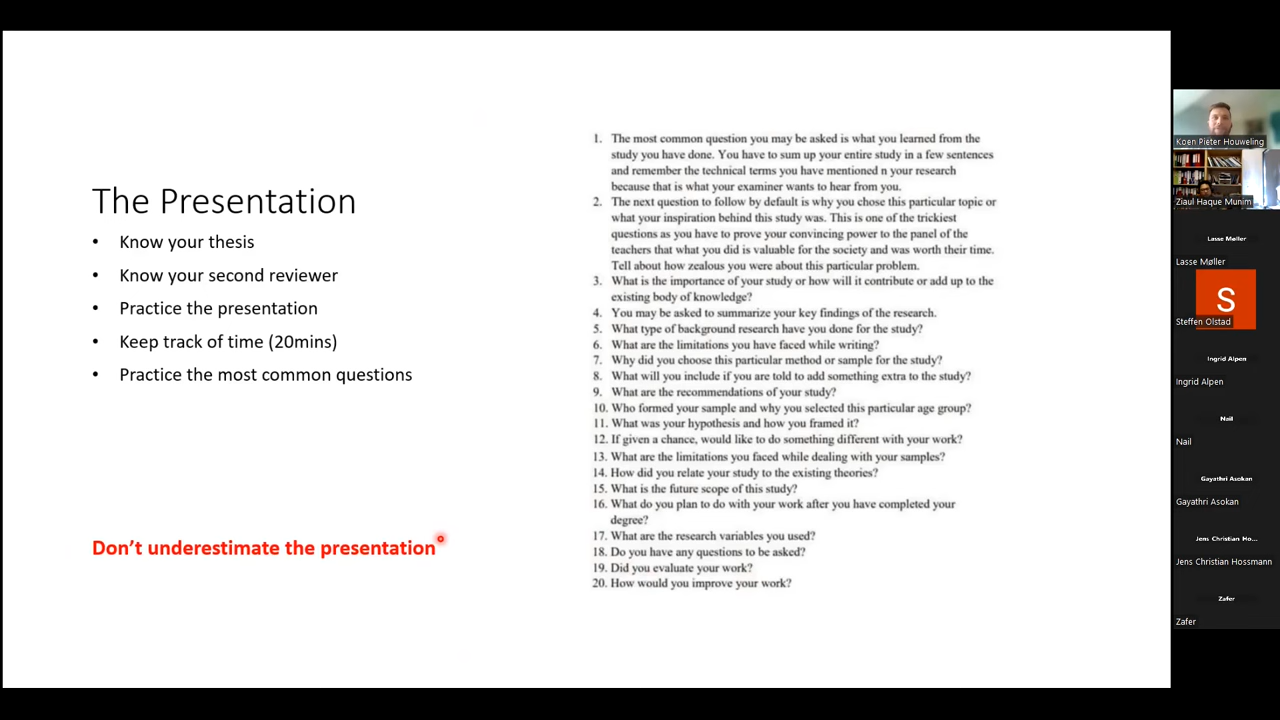 The Presentation
• Know your thesis
• Know your second reviewer
• Practice the presentation
• Keep track of time (20mins)
• Practice the most common questions
Don't underestimate the presentation
1. The most common question you may be asked is what you learned from the
study you have done. You have to sum up your entire study in a few sentences
and remember the technical terms you have mentioned n your research
because that is what your examiner wants to hear from you.
2. The next question to follow by default is why you chose this particular topic or
what your inspiration behind this study was. This is one of the trickiest
questions as you have to prove your convincing power to the panel of the
teachers that what you did is valuable for the society and was worth their time.
Tell about how zealous you were about this particular problem.
3. What is the importance of your study or how will it contribute or add up to the
existing body of knowledge?
4. You may be asked to summarize your key findings of the research.
5. What type of background research have you done for the study?
6. What are the limitations you have faced while writing?
7. Why did you choose this particular method or sample for the study?
8. What will you include if you are told to add something extra to the study?
9. What are the recommendations of your study?
10. Who formed your sample and why you selected this particular age group?
11. What was your hypothesis and how you framed it?
12. If given a chance, would like to do something different with your work?
13. What are the limitations you faced while dealing with your samples?
14. How did you relate your study to the existing theories?
15. What is the future scope of this study?
16. What do you plan to do with your work after you have completed your
degree?
17. What are the research variables you used?
18. Do you have any questions to be asked?
19. Did you evaluate your work?
20. How would you improve your work?
Koen Pieter Houweling
Ziaul Haque Munim
Lasse Møller
Lasse Møller
S
Steffen Olstad
Ingrid Alpen
Ingrid Alpen
Nail
Nail
Gayathri Asokan
Gayathri Asokan
Jens Christian Ho...
Jens Christian Hossmann
Zafer
Zafer